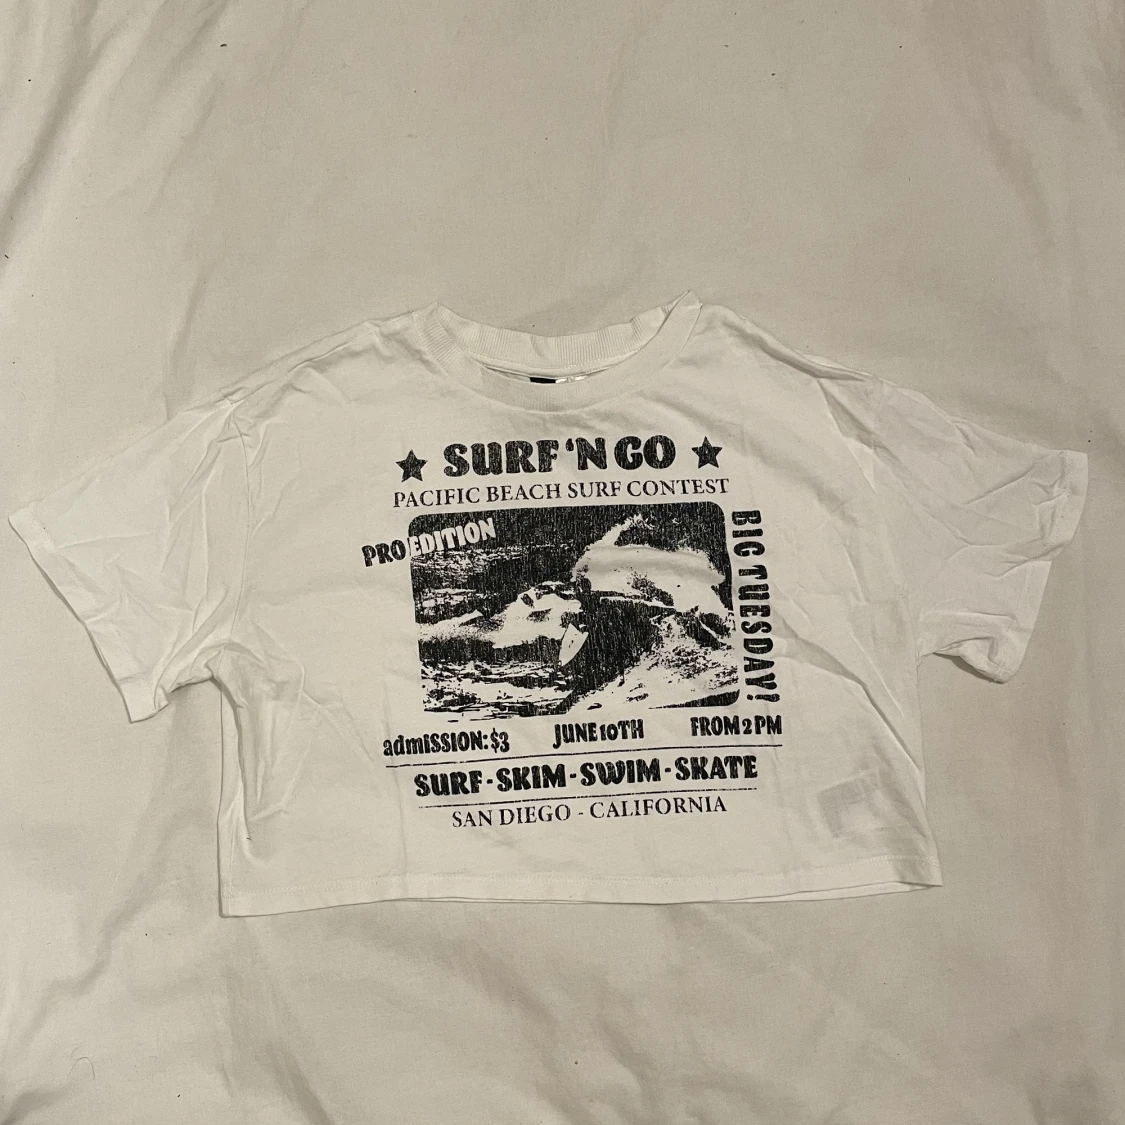 SURF 'N GO
PACIFIC BEACH SURF CONTEST
PRO EDITION
BIG TUESDAY!
admiSSION: $3 JUNE 10TH FROM 2 PM
SURF - SKIM - SWIM - SKATE
SAN DIEGO - CALIFORNIA